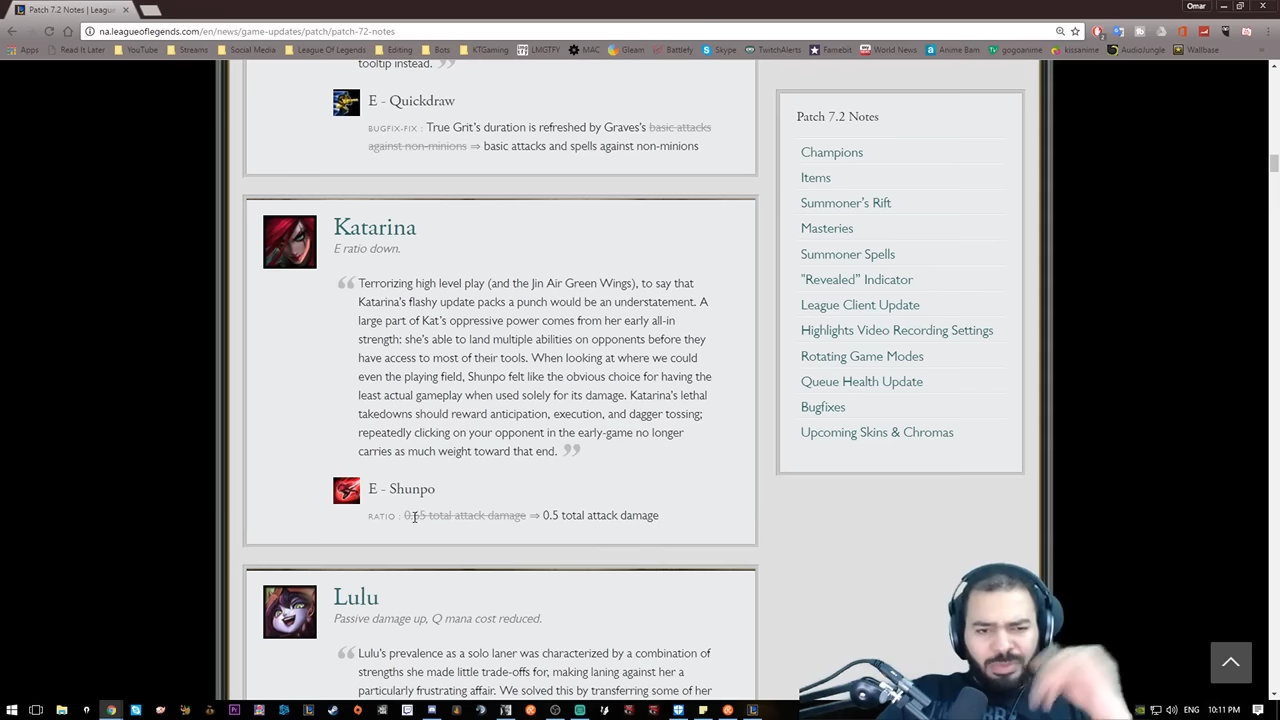 Patch 7.2 Notes | Leagu
Omar
na.leagueoflegends.com/en/news/game-updates/patch/patch-72-notes
Apps Read It Later YouTube Streams Social Media League Of Legends Editing Bots KTGaming LMGTFY MAC Gleam Battlefy Skype TwitchAlerts Famebit World News Anime Bam gogoanime kissanime AudioJungle Wallbase
tooltip instead.
E - Quickdraw
BUGFIX-FIX : True Grit's duration is refreshed by Graves's basic attacks
against non-minions ⇒ basic attacks and spells against non-minions
Katarina
E ratio down.
Terrorizing high level play (and the Jin Air Green Wings), to say that
Katarina's flashy update packs a punch would be an understatement. A
large part of Kat's oppressive power comes from her early all-in
strength: she's able to land multiple abilities on opponents before they
have access to most of their tools. When looking at where we could
even the playing field, Shunpo felt like the obvious choice for having the
least actual gameplay when used solely for its damage. Katarina's lethal
takedowns should reward anticipation, execution, and dagger tossing;
repeatedly clicking on your opponent in the early-game no longer
carries as much weight toward that end.
E - Shunpo
RATIO : total attack damage ⇒ 0.5 total attack damage
Lulu
Passive damage up, Q mana cost reduced.
Lulu's prevalence as a solo laner was characterized by a combination of
strengths she made little trade-offs for, making laning against her a
particularly frustrating affair. We solved this by transferring some of her
Patch 7.2 Notes
Champions
Items
Summoner's Rift
Masteries
Summoner Spells
"Revealed" Indicator
League Client Update
Highlights Video Recording Settings
Rotating Game Modes
Queue Health Update
Bugfixes
Upcoming Skins & Chromas
ENG 10:11 PM